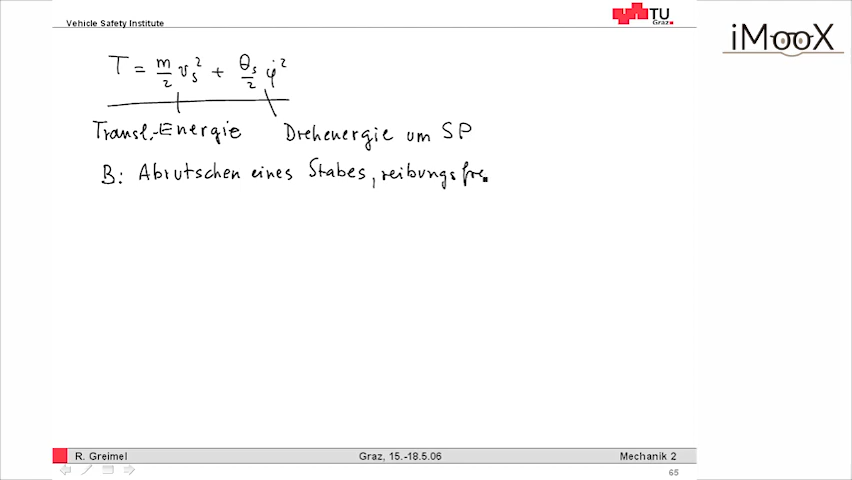 Vehicle Safety Institute
TU
Graz
iMooX
T = m/2 v_s² + θ_s/2 φ̇²
Transl.-Energie Drehenergie um SP
B: Abrutschen eines Stabes, reibungsfre
R. Greimel Graz, 15.-18.5.06 Mechanik 2
65